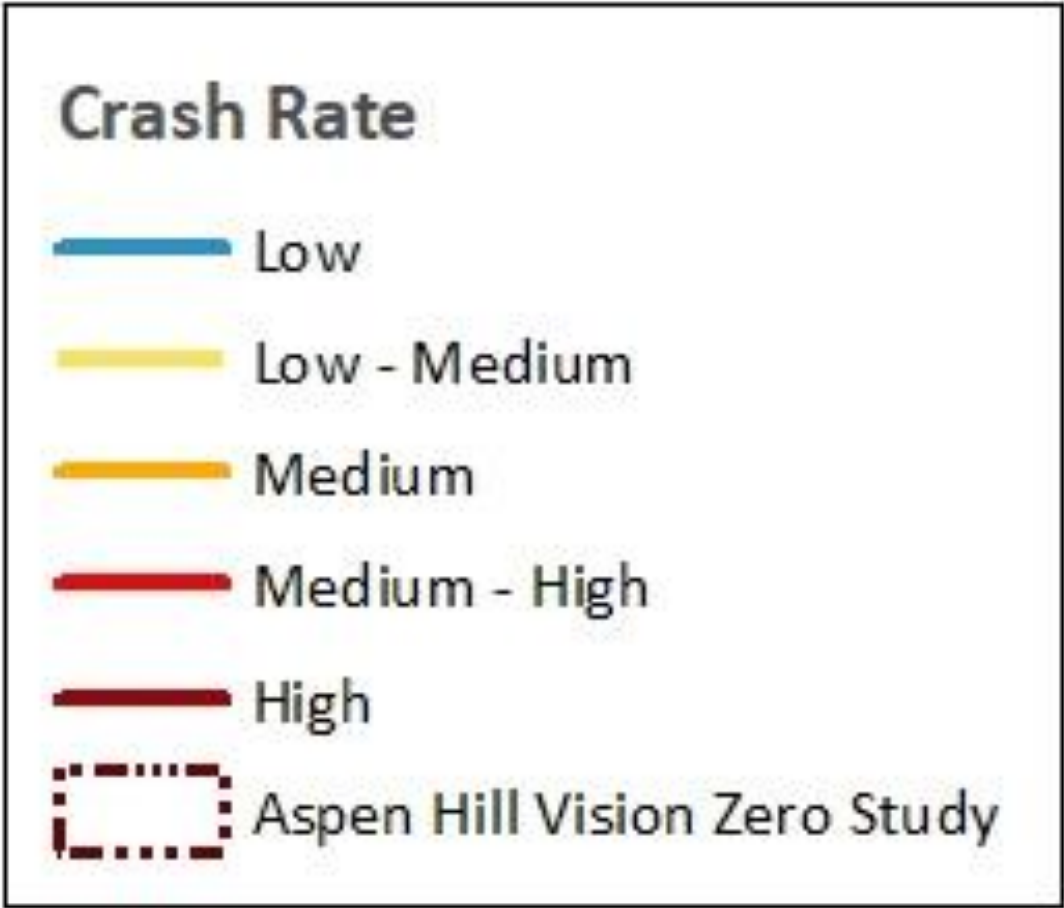 Crash Rate
Low
Low - Medium
Medium
Medium - High
High
Aspen Hill Vision Zero Study